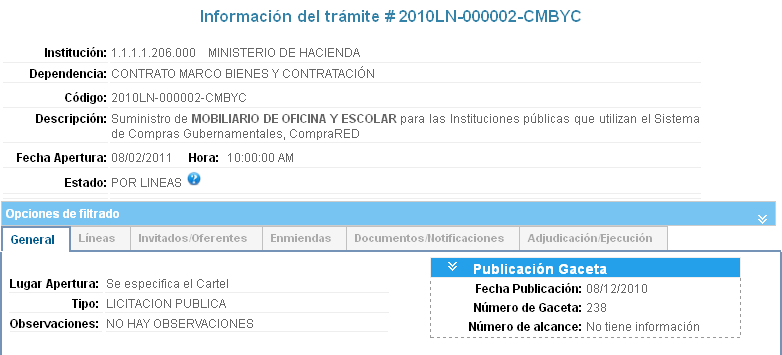 Información del trámite # 2010LN-000002-CMBYC
Institución: 1.1.1.1.206.000 MINISTERIO DE HACIENDA
Dependencia: CONTRATO MARCO BIENES Y CONTRATACIÓN
Código: 2010LN-000002-CMBYC
Descripción: Suministro de MOBILIARIO DE OFICINA Y ESCOLAR para las Instituciones públicas que utilizan el Sistema
de Compras Gubernamentales, CompraRED
Fecha Apertura: 08/02/2011 Hora: 10:00:00 AM
Estado: POR LINEAS ?
Opciones de filtrado
General Líneas Invitados/Oferentes Enmiendas Documentos/Notificaciones Adjudicación/Ejecución
Lugar Apertura: Se especifica el Cartel
Tipo: LICITACION PUBLICA
Observaciones: NO HAY OBSERVACIONES
Publicación Gaceta
Fecha Publicación: 08/12/2010
Número de Gaceta: 238
Número de alcance: No tiene información